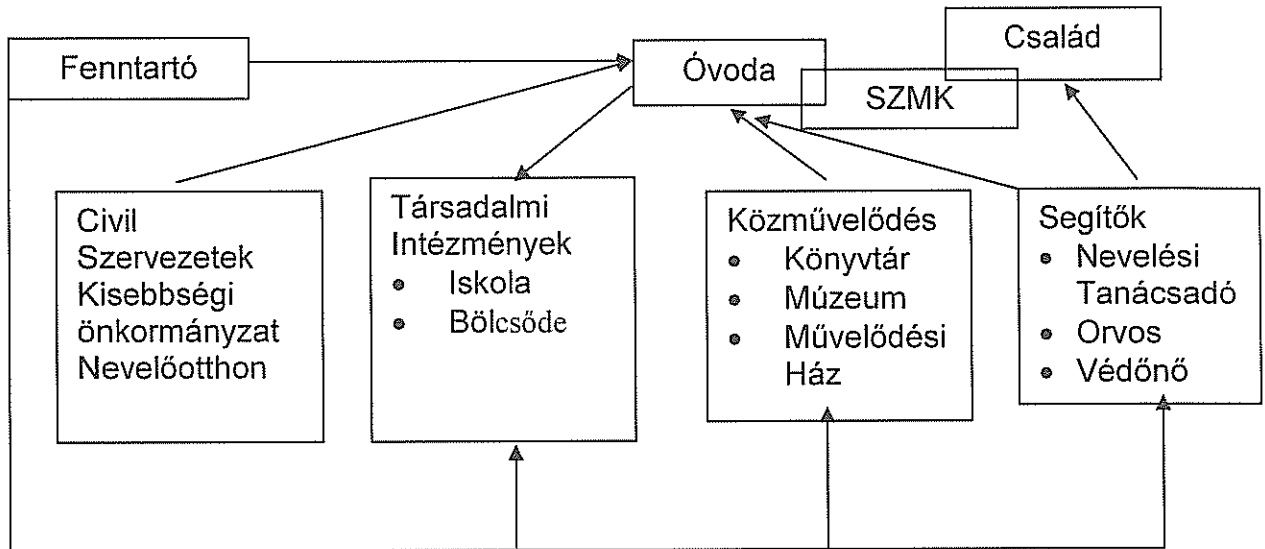 Fenntartó
Óvoda
Család
SZMK
Civil
Szervezetek
Kisebbségi
önkormányzat
Nevelőotthon
Társadalmi
Intézmények
• Iskola
• Bölcsőde
Közművelődés
• Könyvtár
• Múzeum
• Művelődési
Ház
Segítők
• Nevelési
Tanácsadó
• Orvos
• Védőnő